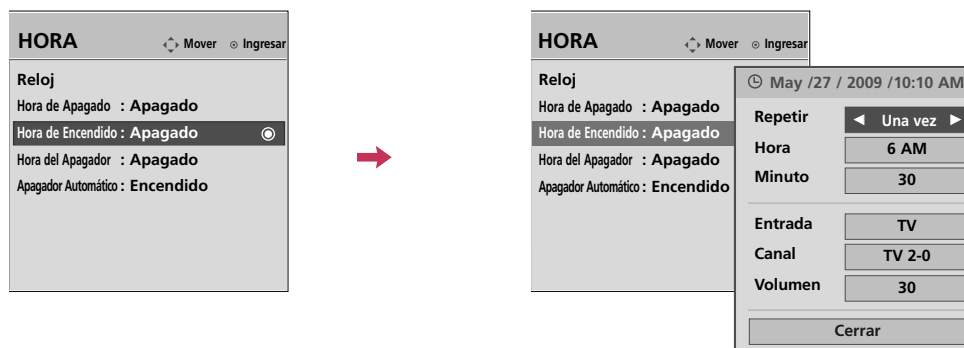 HORA Mover Ingresar
Reloj
Hora de Apagado : Apagado
Hora de Encendido : Apagado
Hora del Apagador : Apagado
Apagador Automático : Encendido
HORA Mover Ingresar
Reloj
Hora de Apagado : Apagado
Hora de Encendido : Apagado
Hora del Apagador : Apagado
Apagador Automático : Encendido
May /27 / 2009 /10:10 AM
Repetir ◄ Una vez ►
Hora 6 AM
Minuto 30
Entrada TV
Canal TV 2-0
Volumen 30
Cerrar